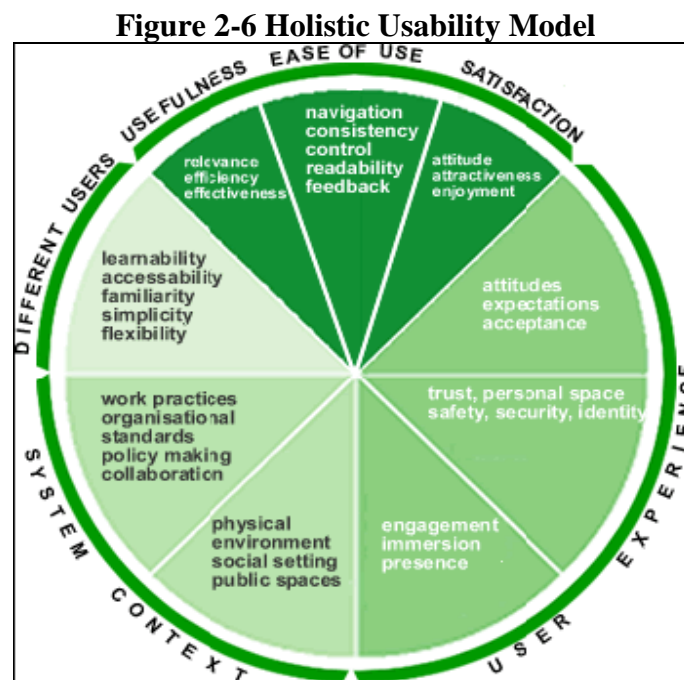 Figure 2-6 Holistic Usability Model
DIFFERENT USERS
USEFULNESS
EASE OF USE
SATISFACTION
USER EXPERIENCE
SYSTEM CONTEXT
relevance
efficiency
effectiveness
navigation
consistency
control
readability
feedback
attitude
attractiveness
enjoyment
learnability
accessability
familiarity
simplicity
flexibility
attitudes
expectations
acceptance
work practices
organisational
standards
policy making
collaboration
trust, personal space
safety, security, identity
physical
environment
social setting
public spaces
engagement
immersion
presence